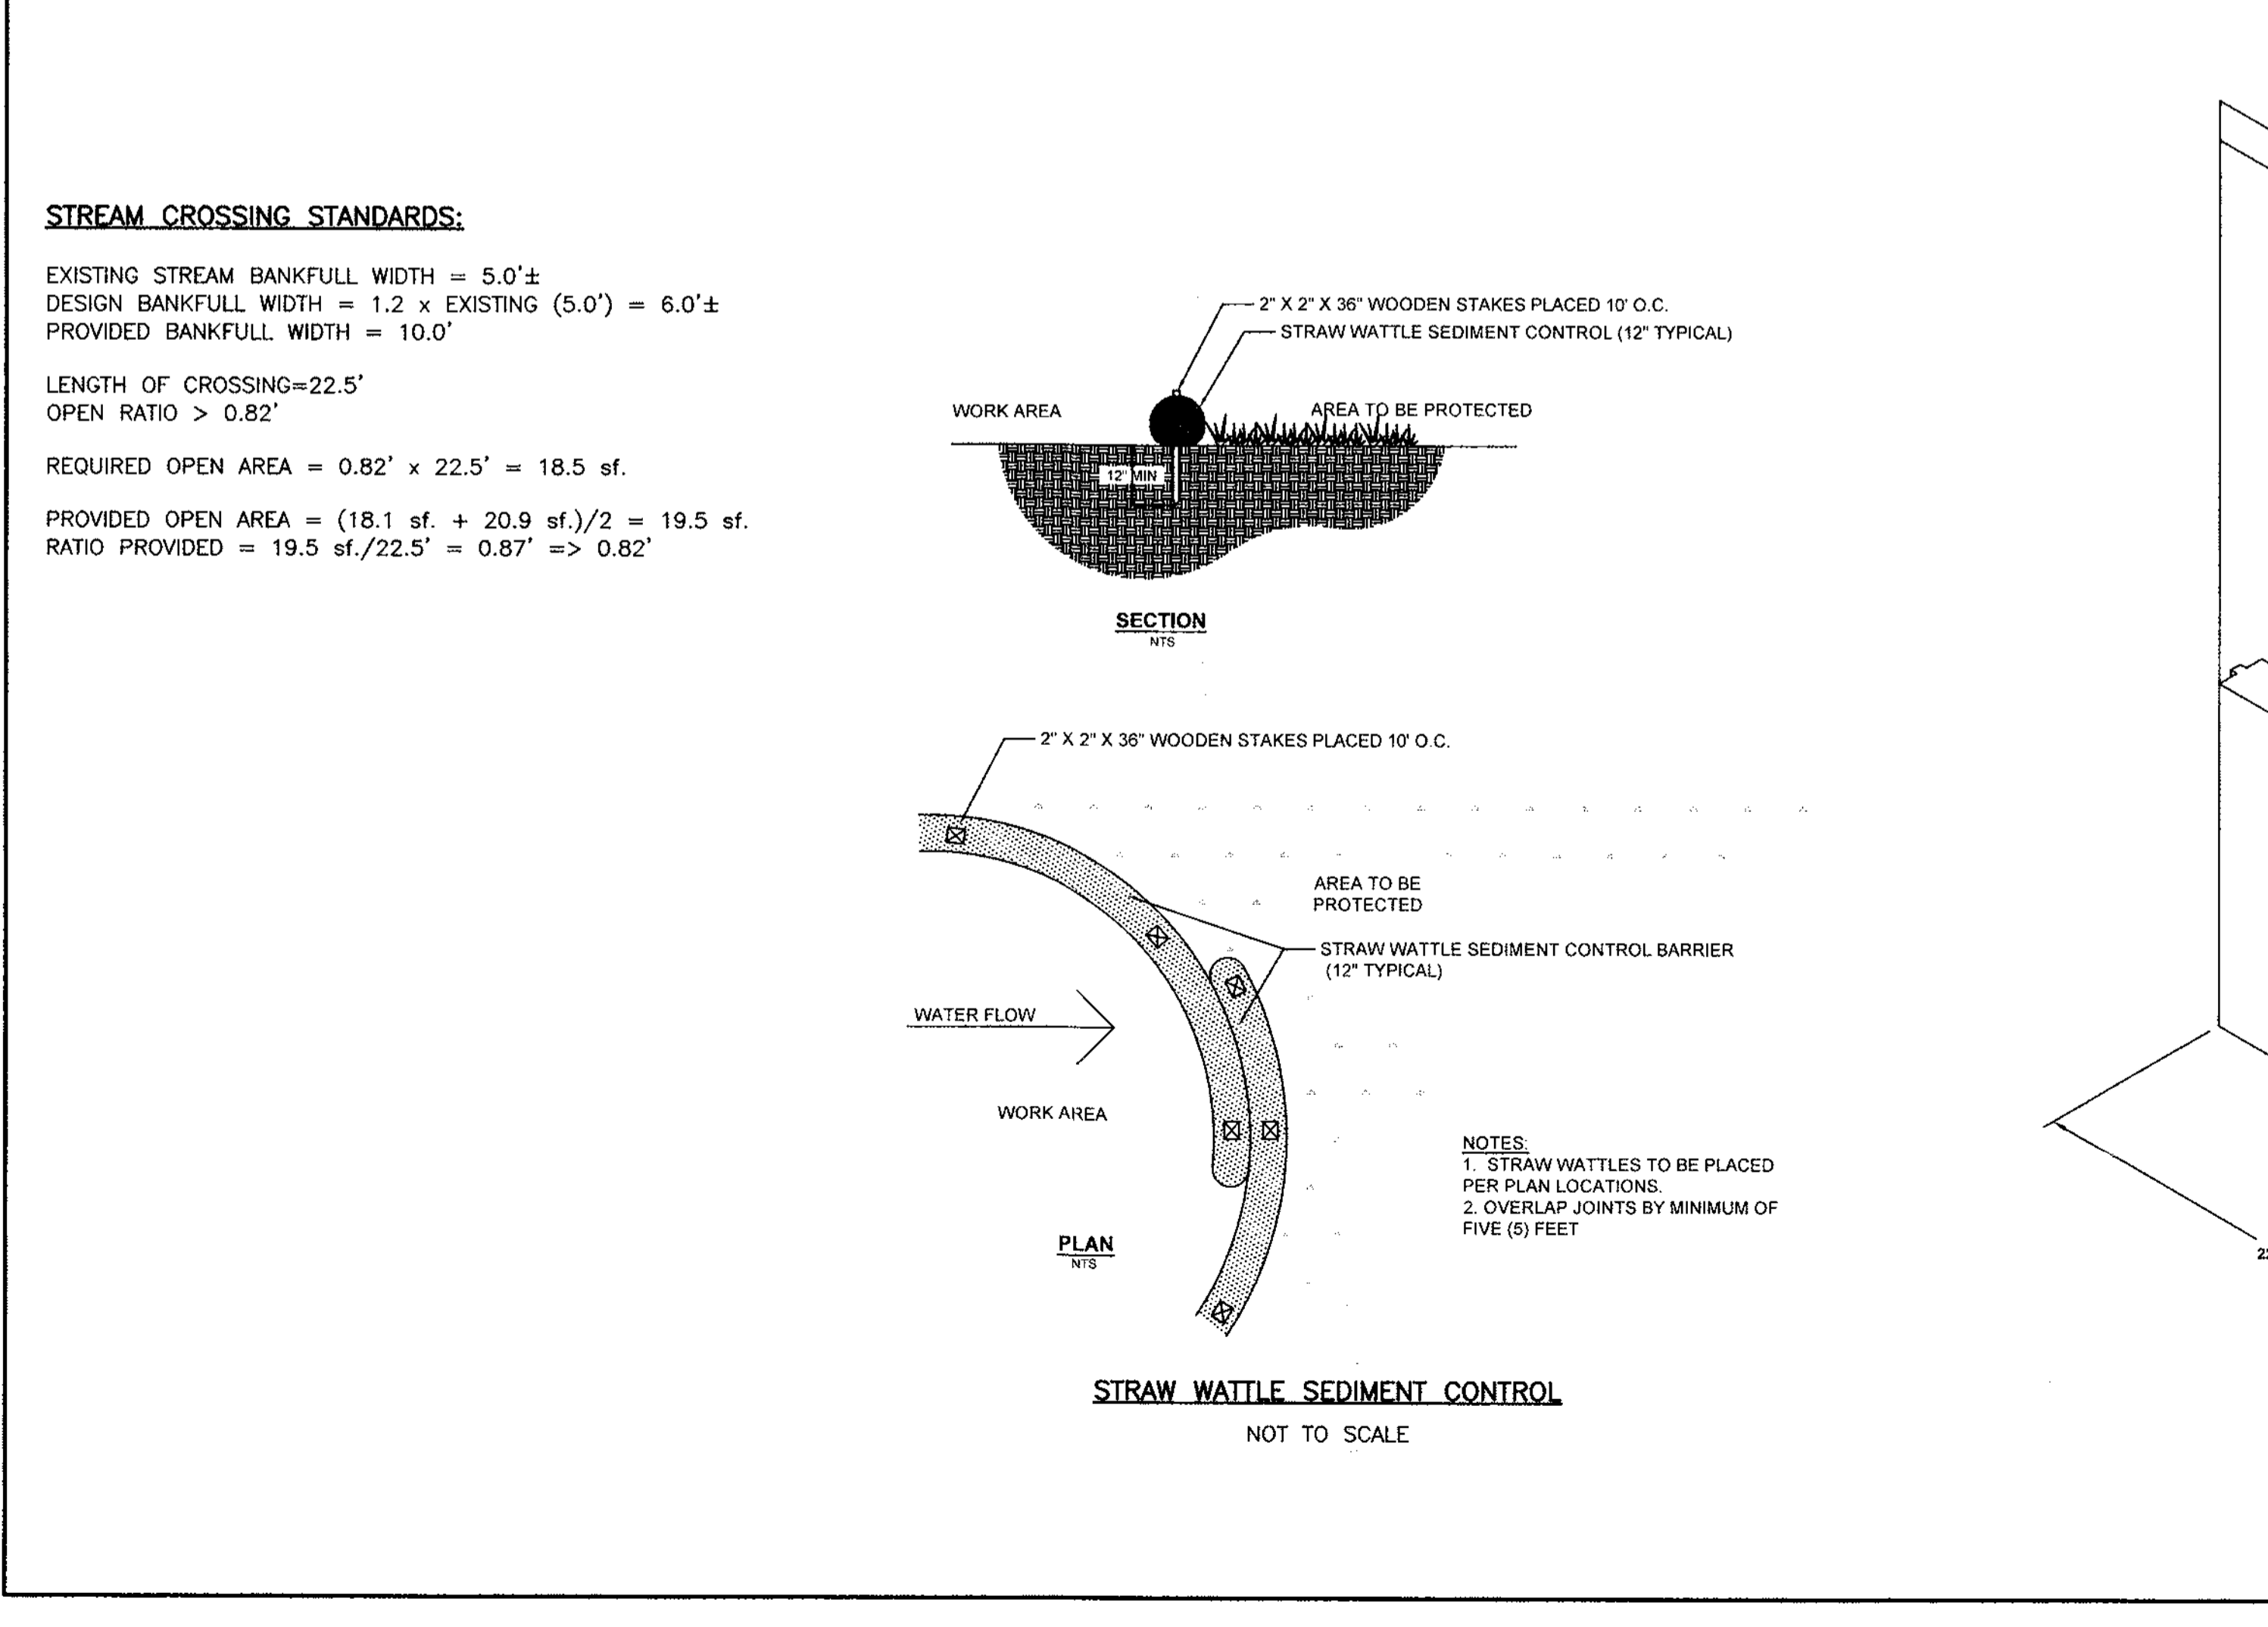 STREAM CROSSING STANDARDS:
EXISTING STREAM BANKFULL WIDTH = 5.0'±
DESIGN BANKFULL WIDTH = 1.2 x EXISTING (5.0') = 6.0'±
PROVIDED BANKFULL WIDTH = 10.0'
LENGTH OF CROSSING=22.5'
OPEN RATIO > 0.82'
REQUIRED OPEN AREA = 0.82' x 22.5' = 18.5 sf.
PROVIDED OPEN AREA = (18.1 sf. + 20.9 sf.)/2 = 19.5 sf.
RATIO PROVIDED = 19.5 sf./22.5' = 0.87' => 0.82'
2" X 2" X 36" WOODEN STAKES PLACED 10' O.C.
STRAW WATTLE SEDIMENT CONTROL (12" TYPICAL)
WORK AREA
AREA TO BE PROTECTED
12" MIN
SECTION
NTS
2" X 2" X 36" WOODEN STAKES PLACED 10' O.C.
AREA TO BE
PROTECTED
STRAW WATTLE SEDIMENT CONTROL BARRIER
(12" TYPICAL)
WATER FLOW
WORK AREA
NOTES:
1. STRAW WATTLES TO BE PLACED
PER PLAN LOCATIONS.
2. OVERLAP JOINTS BY MINIMUM OF
FIVE (5) FEET
PLAN
NTS
STRAW WATTLE SEDIMENT CONTROL
NOT TO SCALE